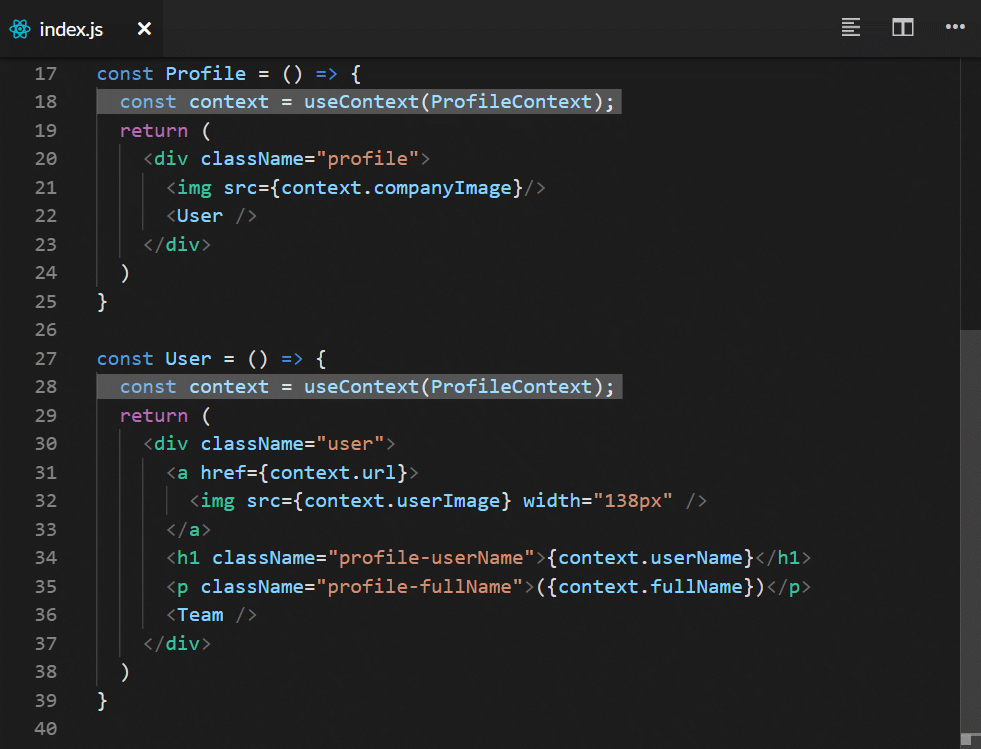 index.js ×
17 const Profile = () => {
18 const context = useContext(ProfileContext);
19 return (
20 <div className="profile">
21 <img src={context.companyImage}/>
22 <User />
23 </div>
24 )
25 }
26
27 const User = () => {
28 const context = useContext(ProfileContext);
29 return (
30 <div className="user">
31 <a href={context.url}>
32 <img src={context.userImage} width="138px" />
33 </a>
34 <h1 className="profile-userName">{context.userName}</h1>
35 <p className="profile-fullName">({context.fullName})</p>
36 <Team />
37 </div>
38 )
39 }
40